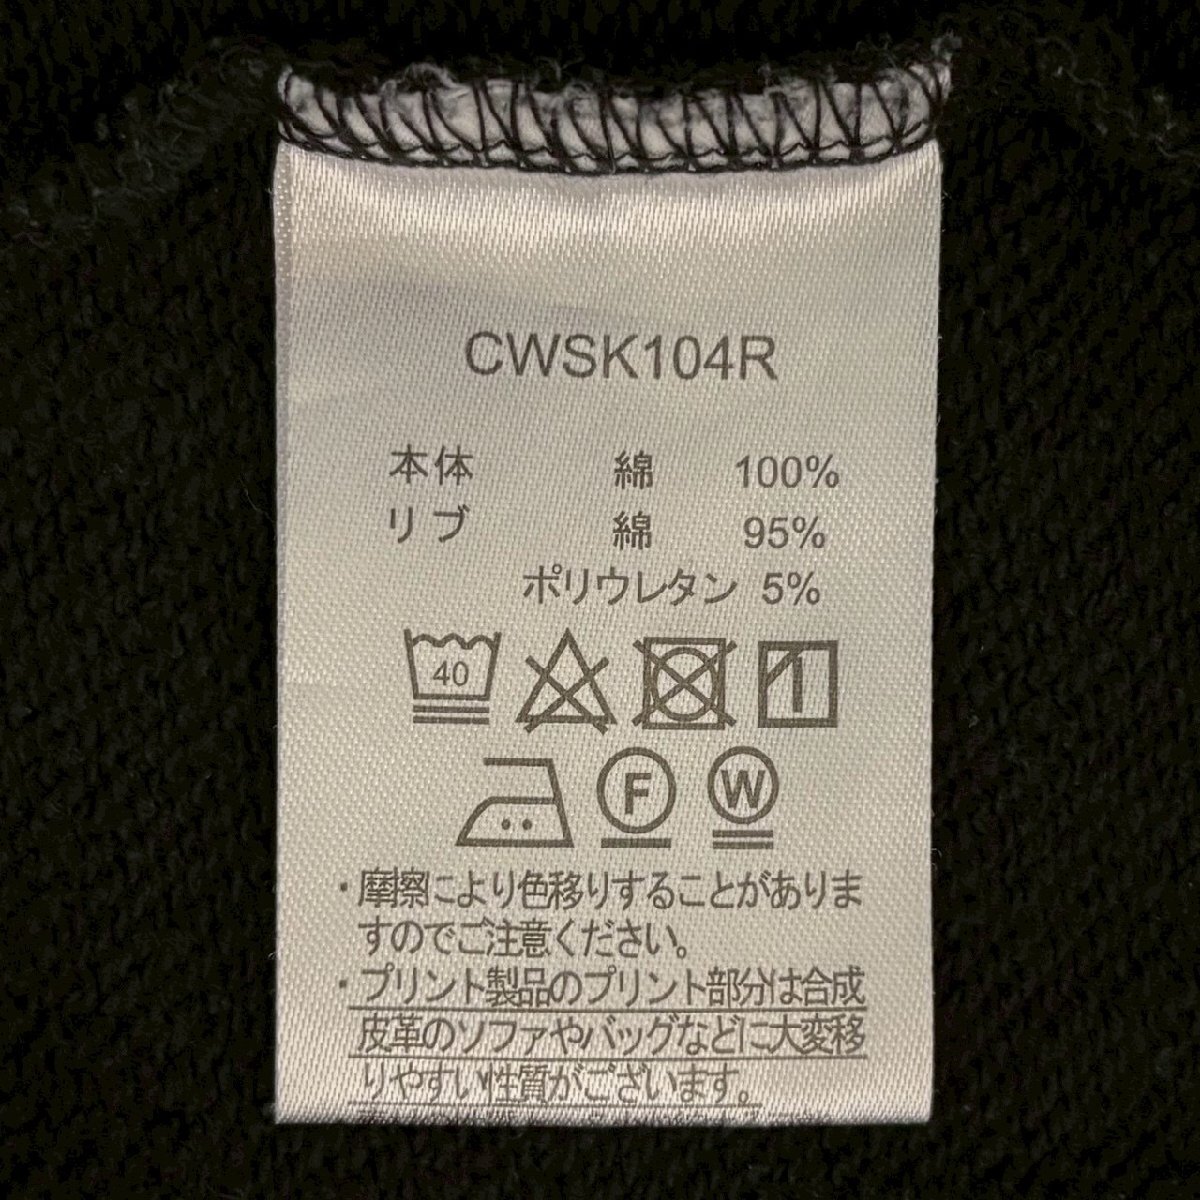 CWSK104R
本体 綿 100%
リブ 綿 95%
ポリウレタン 5%
40
F W
・摩擦により色移りすることがありま
すのでご注意ください。
・プリント製品のプリント部分は合成
皮革のソファやバッグなどに大変移
りやすい性質がございます。